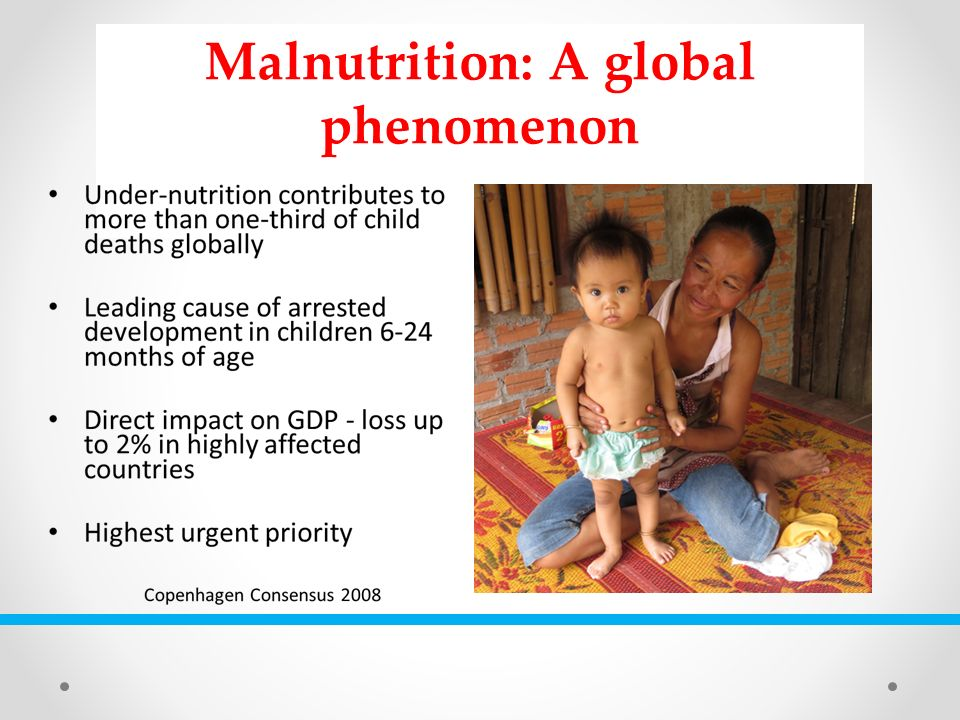 Malnutrition: A global
phenomenon
• Under-nutrition contributes to
more than one-third of child
deaths globally
• Leading cause of arrested
development in children 6-24
months of age
• Direct impact on GDP - loss up
to 2% in highly affected
countries
• Highest urgent priority
Copenhagen Consensus 2008